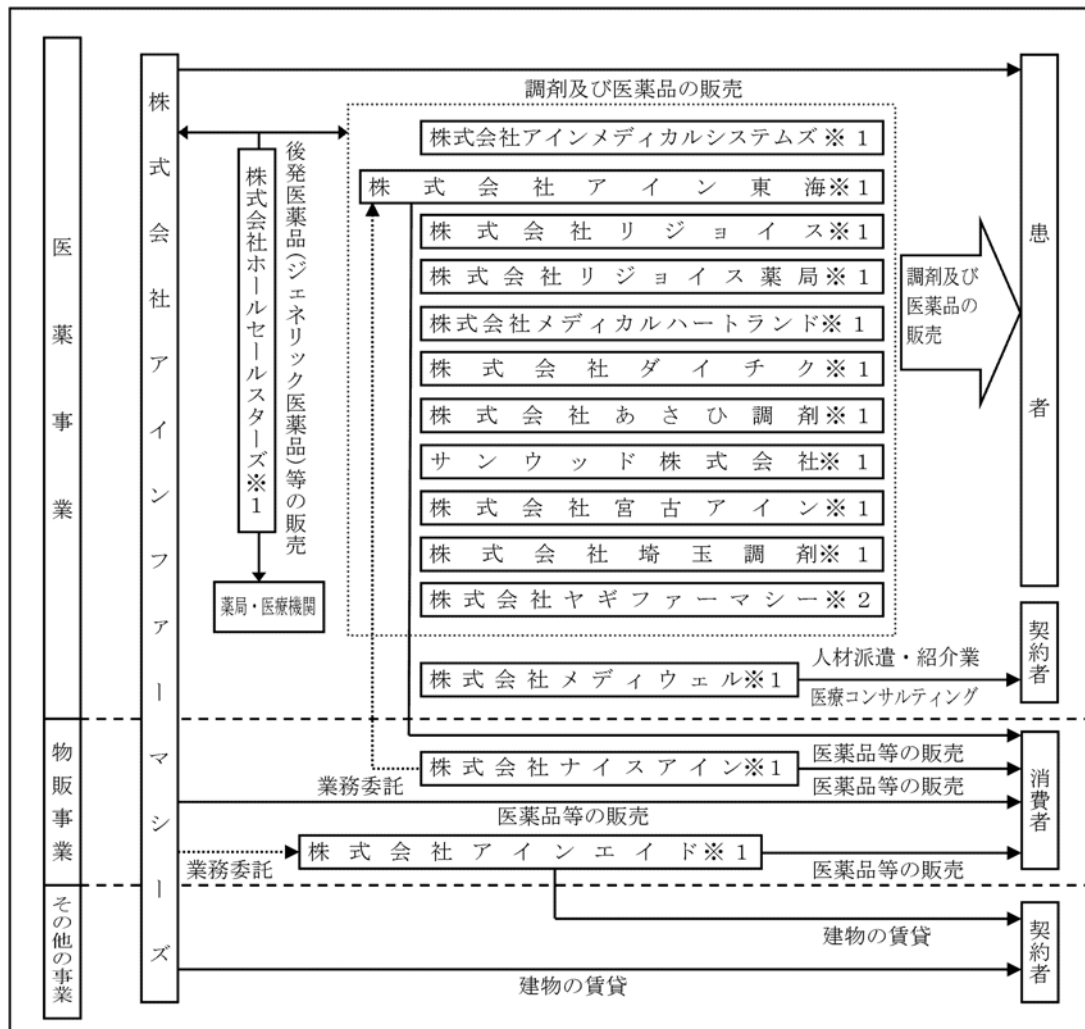 医薬事業
物販事業
その他の事業
株式会社アインファーマシーズ
調剤及び医薬品の販売
株式会社ホールセールスターズ※1
後発医薬品(ジェネリック医薬品)等の販売
薬局・医療機関
株式会社アインメディカルシステムズ※1
株式会社アイン東海※1
株式会社リジョイス※1
株式会社リジョイス薬局※1
株式会社メディカルハートランド※1
株式会社ダイチク※1
株式会社あさひ調剤※1
サンウッド株式会社※1
株式会社宮古アイン※1
株式会社埼玉調剤※1
株式会社ヤギファーマシー※2
調剤及び
医薬品の
販売
患者
株式会社メディウェル※1
人材派遣・紹介業
医療コンサルティング
契約者
医薬品等の販売
株式会社ナイスアイン※1
業務委託
医薬品等の販売
医薬品等の販売
消費者
業務委託
株式会社アインエイド※1
医薬品等の販売
建物の賃貸
建物の賃貸
契約者